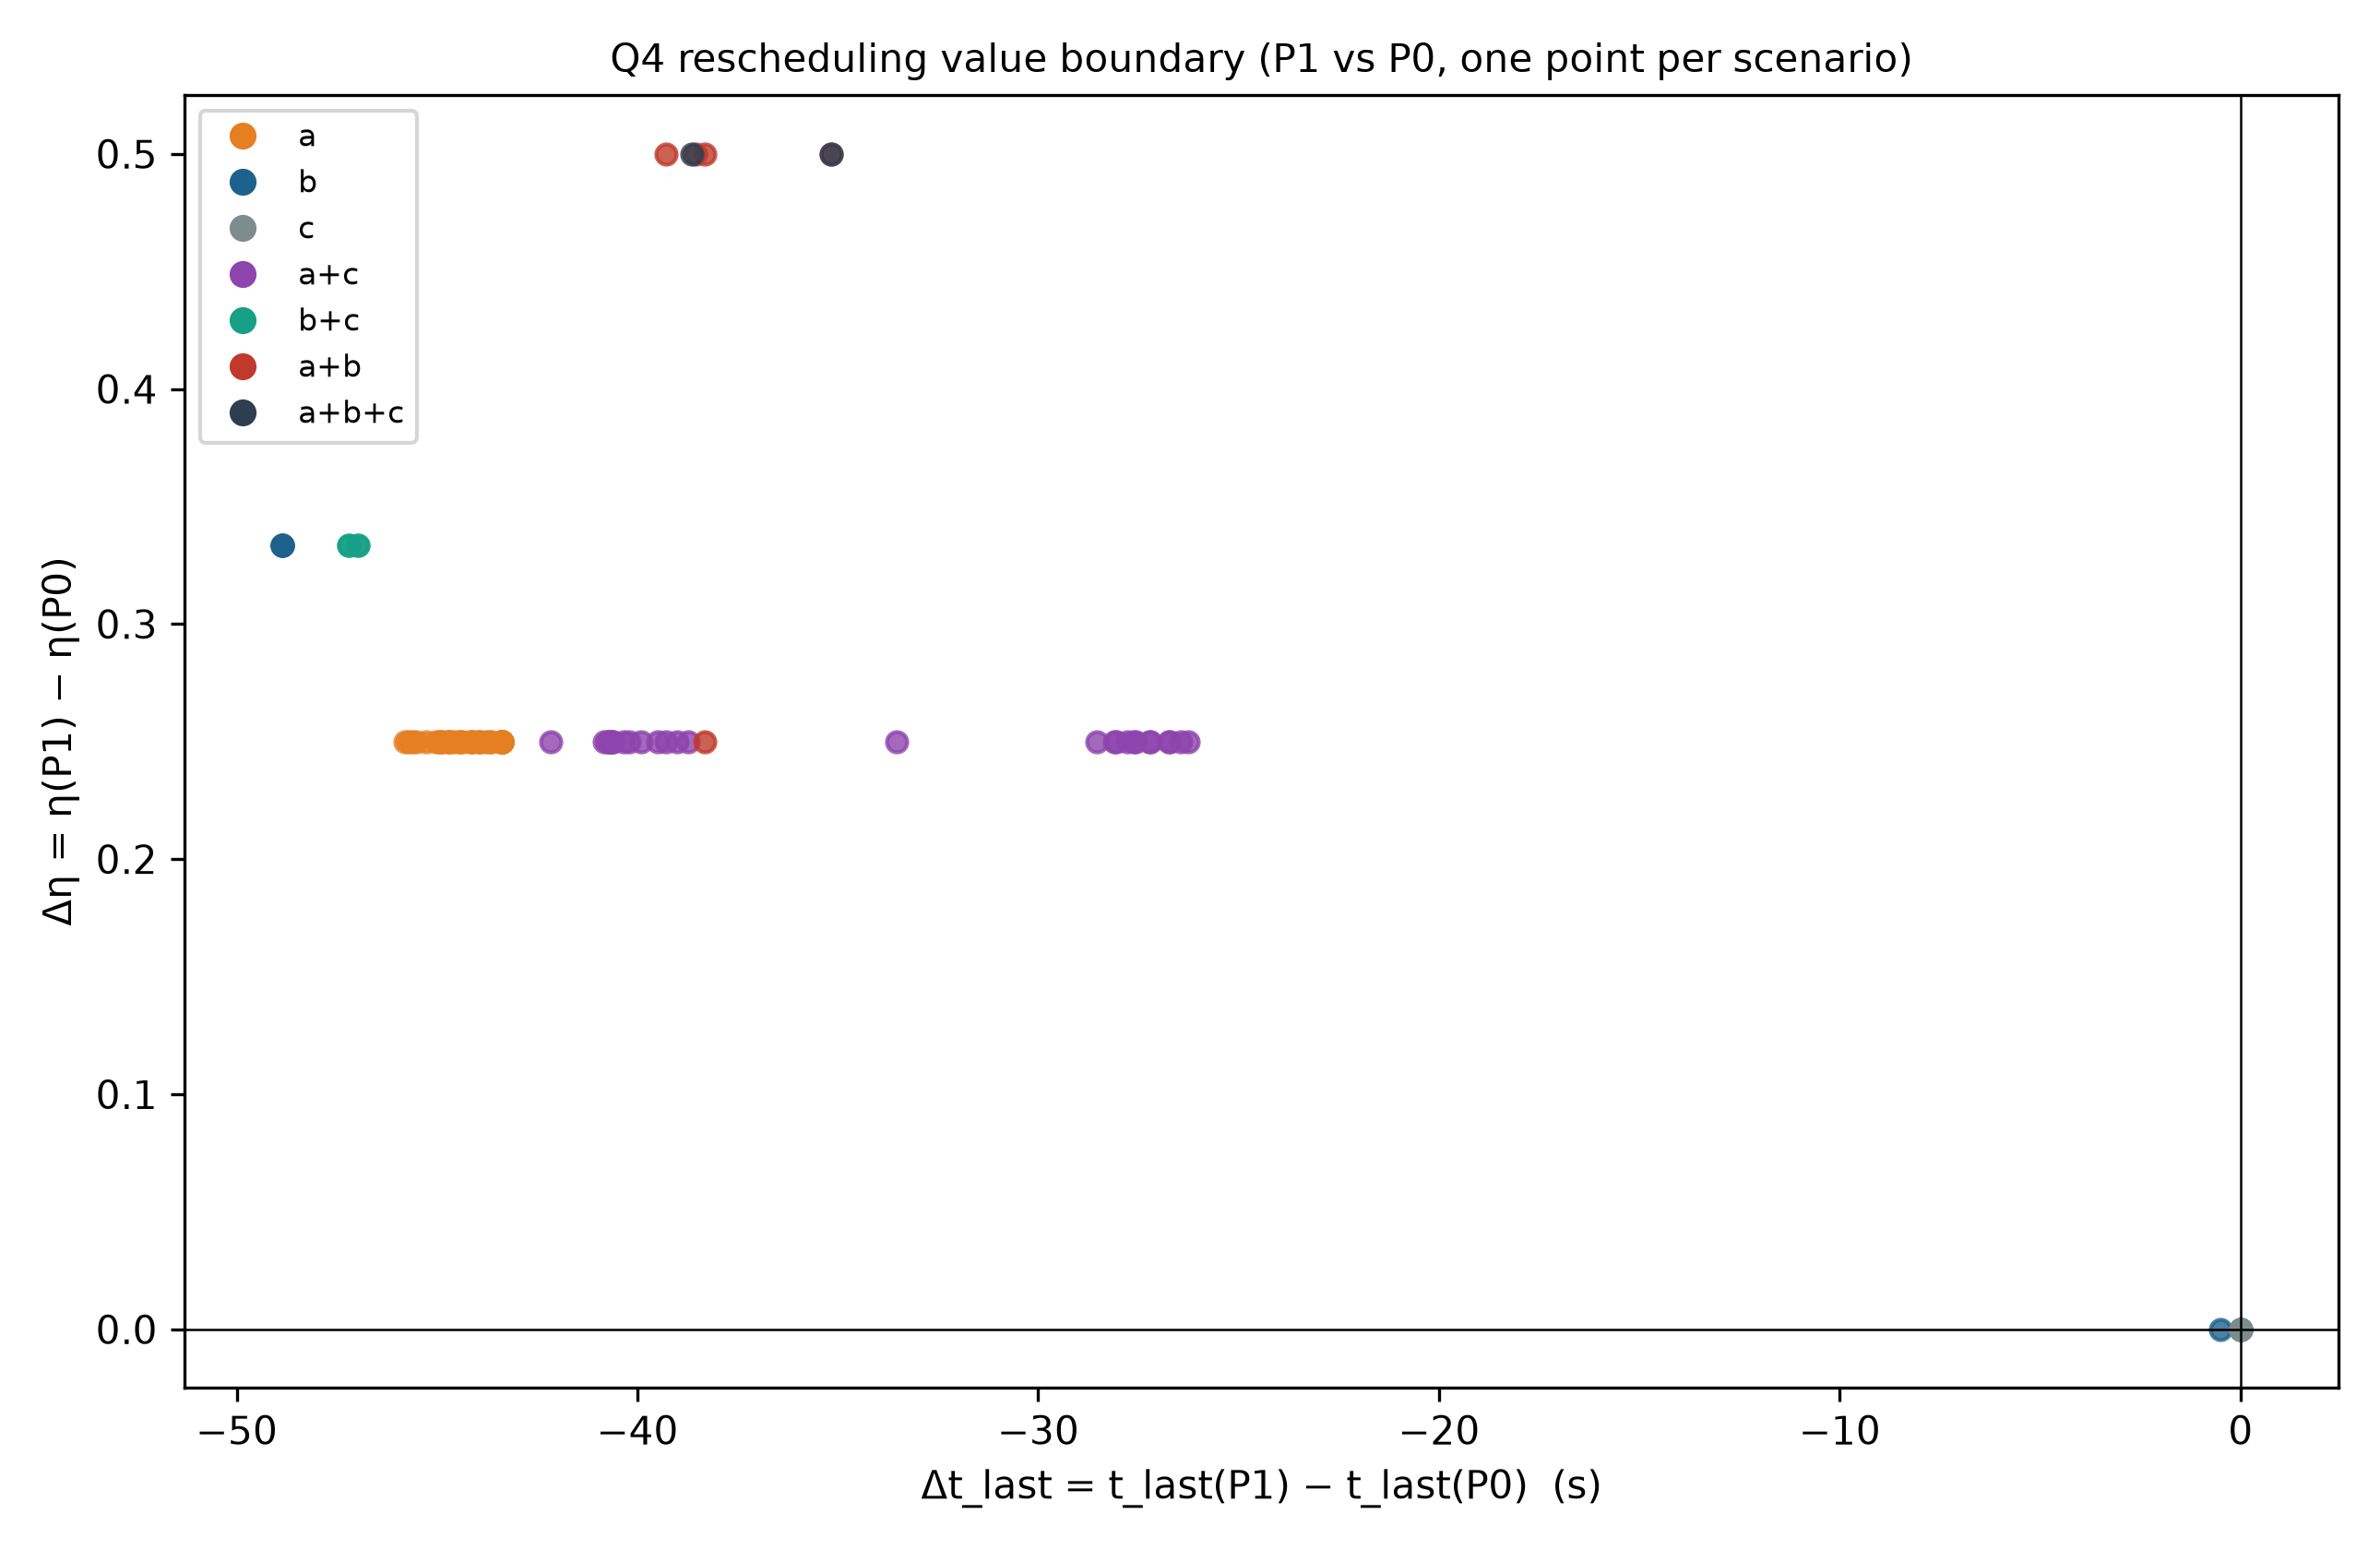 Q4 rescheduling value boundary (P1 vs P0, one point per scenario)
a
b
c
a+c
b+c
a+b
a+b+c
Δη = η(P1) − η(P0)
0.5
0.4
0.3
0.2
0.1
0.0
−50
−40
−30
−20
−10
0
Δt_last = t_last(P1) − t_last(P0)  (s)